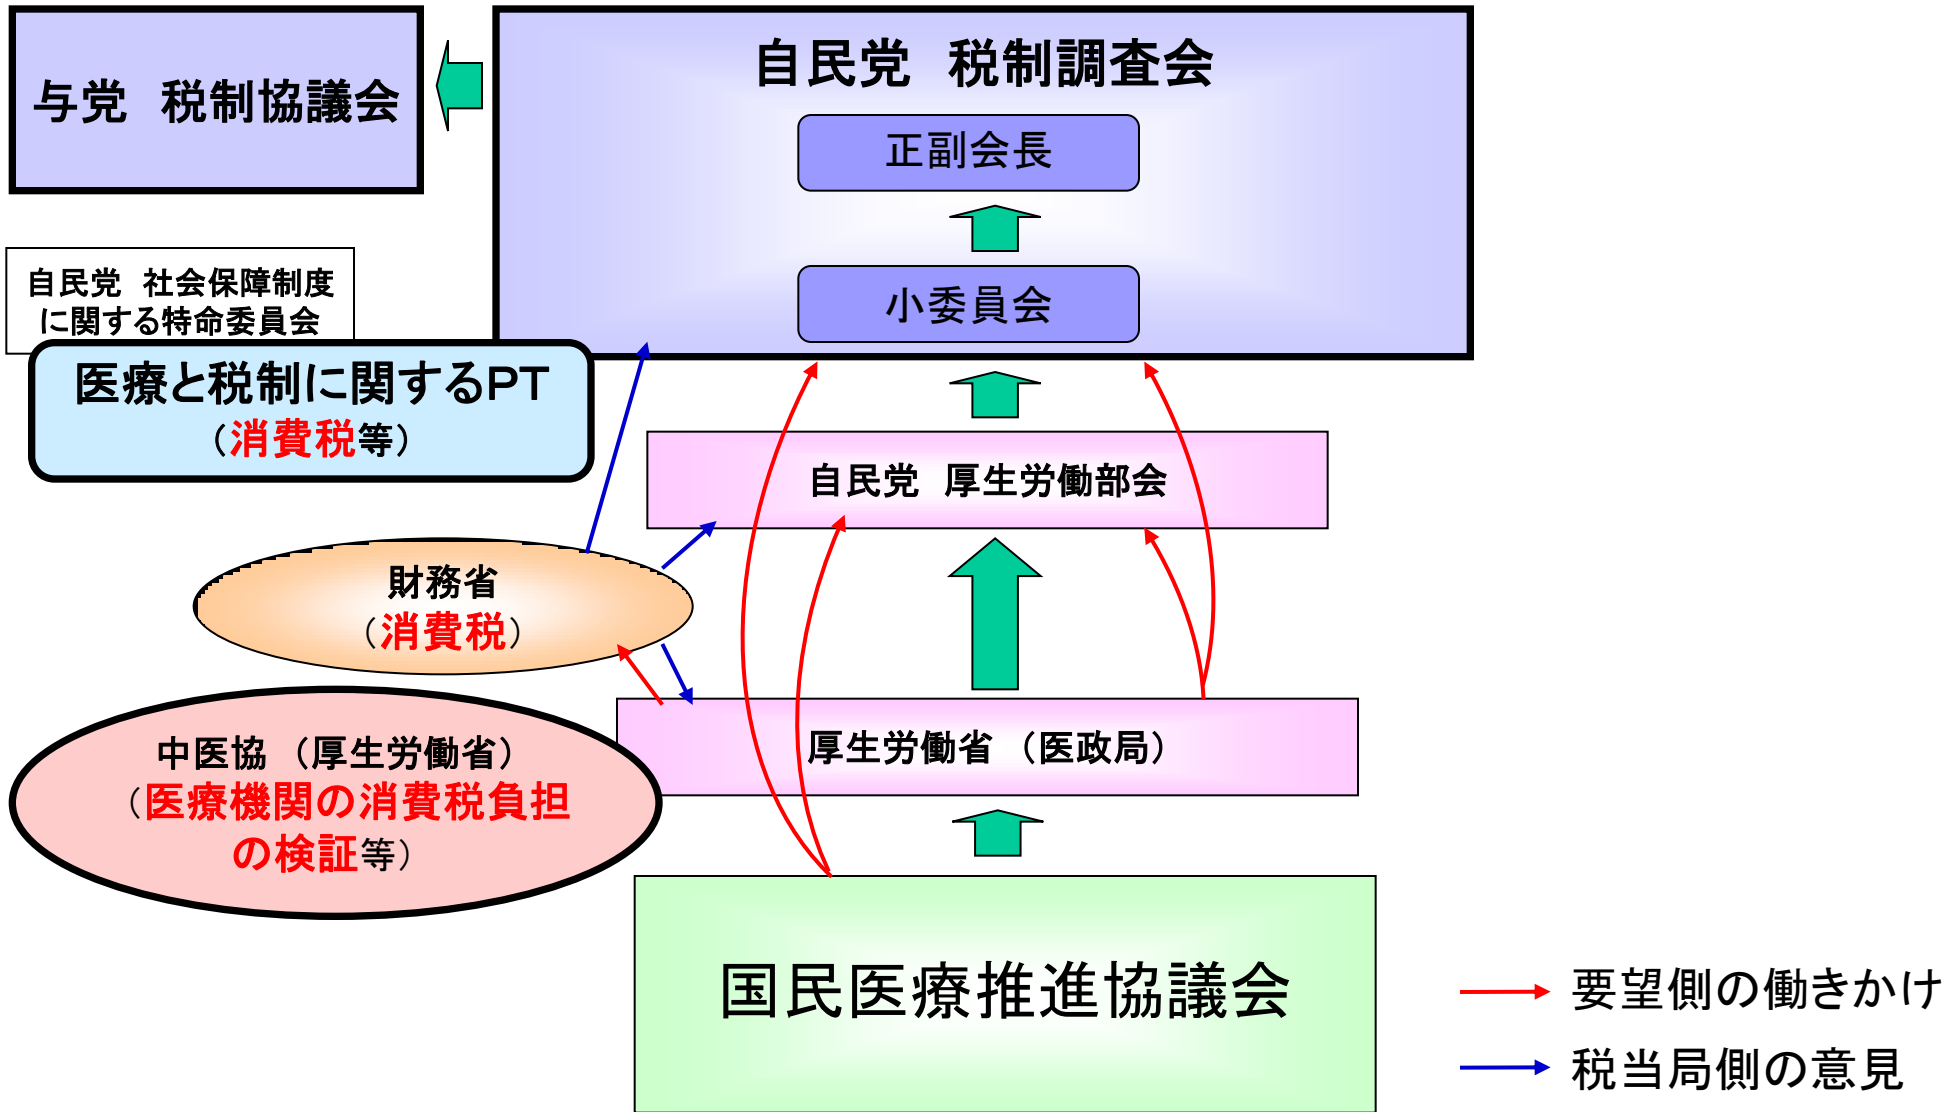 与党　税制協議会
自民党　税制調査会
正副会長
小委員会
自民党　社会保障制度
に関する特命委員会
医療と税制に関するPT
（消費税等）
自民党　厚生労働部会
財務省
（消費税）
厚生労働省（医政局）
中医協（厚生労働省）
（医療機関の消費税負担
の検証等）
国民医療推進協議会
要望側の働きかけ
税当局側の意見